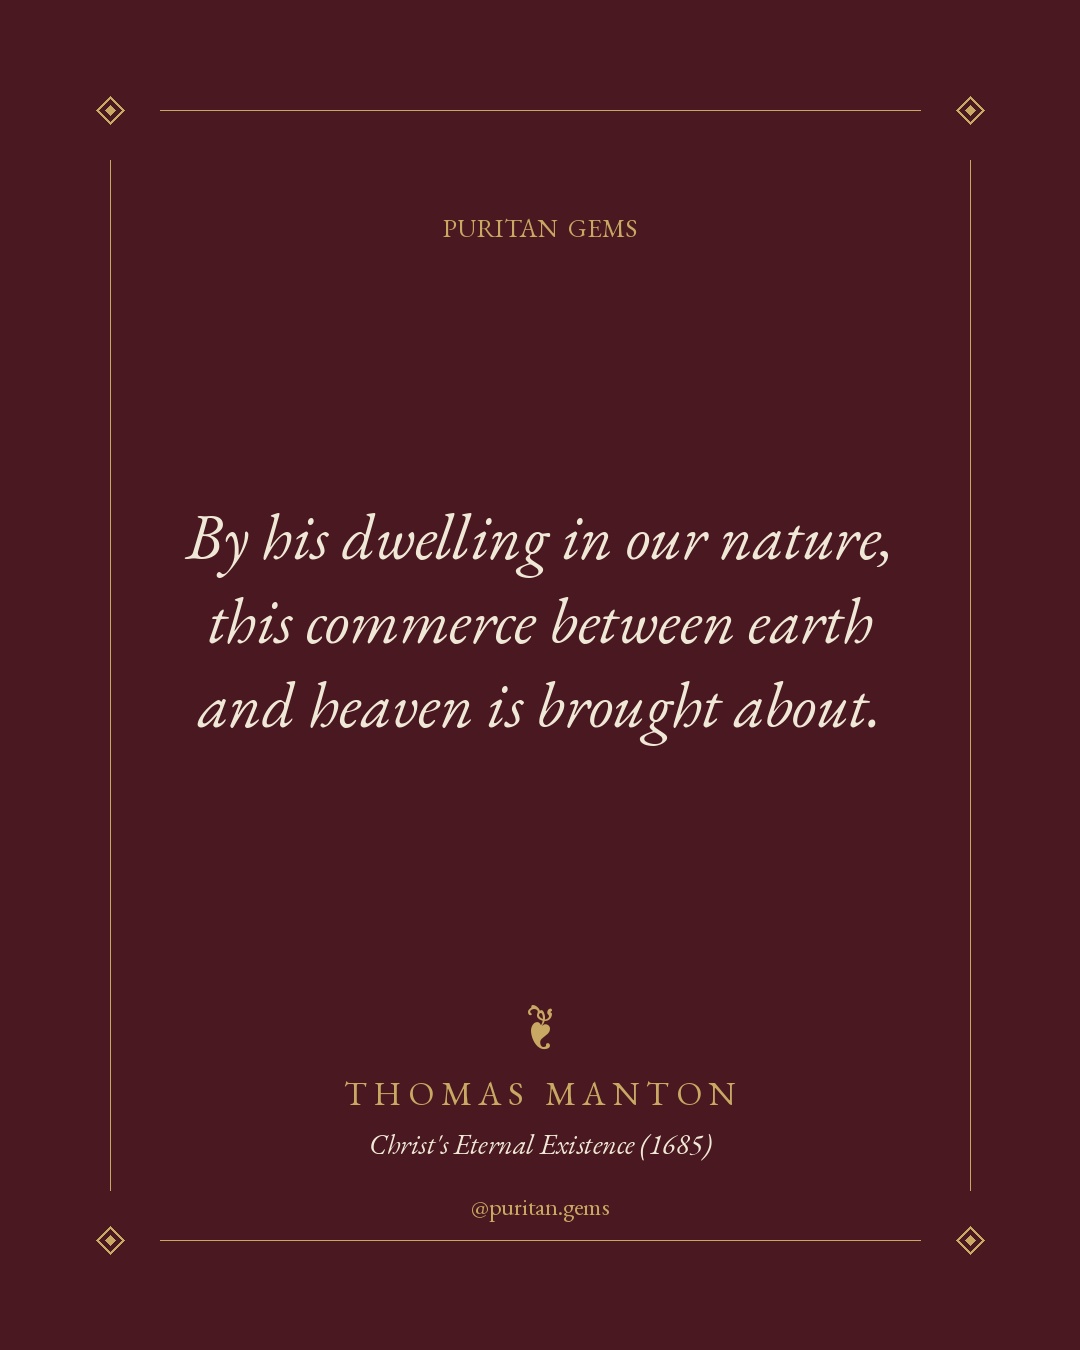 PURITAN GEMS
By his dwelling in our nature,
this commerce between earth
and heaven is brought about.
THOMAS MANTON
Christ's Eternal Existence (1685)
@puritan.gems